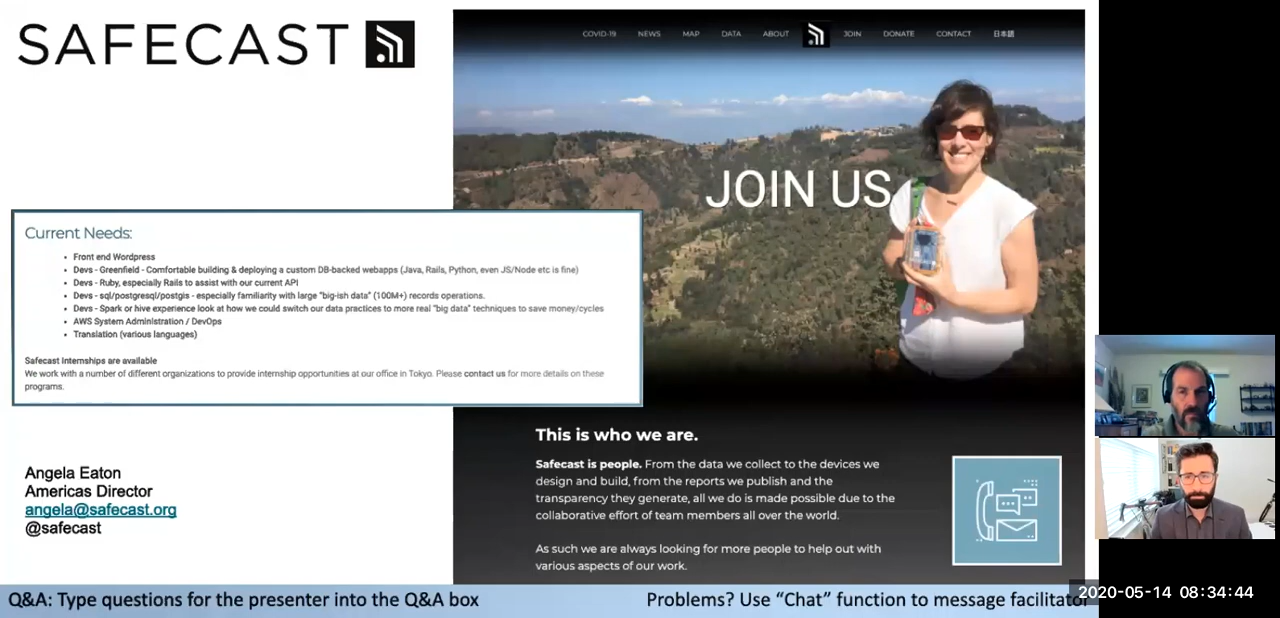 SAFECAST
COVID-19 NEWS MAP DATA ABOUT JOIN DONATE CONTACT 日本語
JOIN US
Current Needs:
• Front end Wordpress
• Devs - Greenfield - Comfortable building & deploying a custom DB-backed webapps (Java, Rails, Python, even JS/Node etc is fine)
• Devs - Ruby, especially Rails to assist with our current API
• Devs - sql/postgresql/postgis - especially familiarity with large "big-ish data" (100M+) records operations.
• Devs - Spark or hive experience look at how we could switch our data practices to more real "big data" techniques to save money/cycles
• AWS System Administration / DevOps
• Translation (various languages)
Safecast Internships are available
We work with a number of different organizations to provide internship opportunities at our office in Tokyo. Please contact us for more details on these
programs.
Angela Eaton
Americas Director
angela@safecast.org
@safecast
This is who we are.
Safecast is people. From the data we collect to the devices we
design and build, from the reports we publish and the
transparency they generate, all we do is made possible due to the
collaborative effort of team members all over the world.
As such we are always looking for more people to help out with
various aspects of our work.
Q&A: Type questions for the presenter into the Q&A box
Problems? Use “Chat” function to message facilitator
2020-05-14 08:34:44